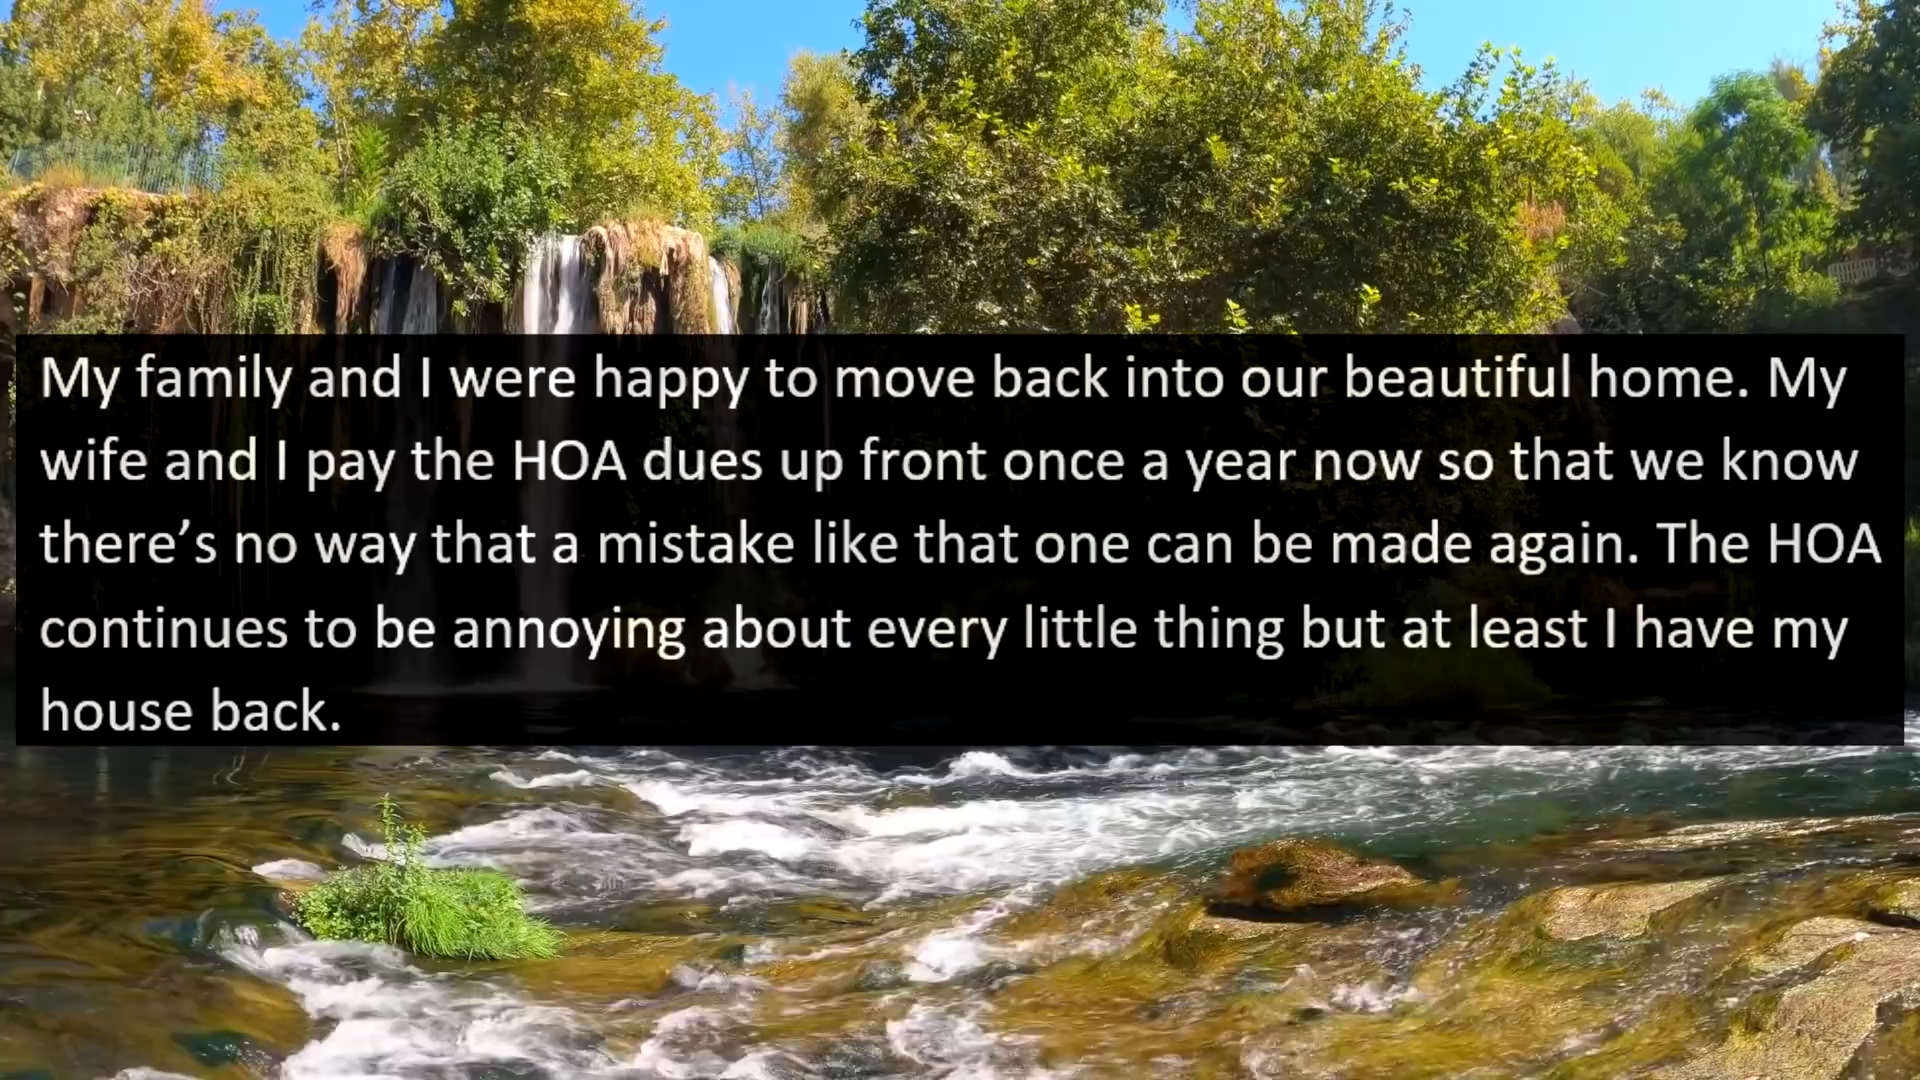 My family and I were happy to move back into our beautiful home. My
wife and I pay the HOA dues up front once a year now so that we know
there’s no way that a mistake like that one can be made again. The HOA
continues to be annoying about every little thing but at least I have my
house back.